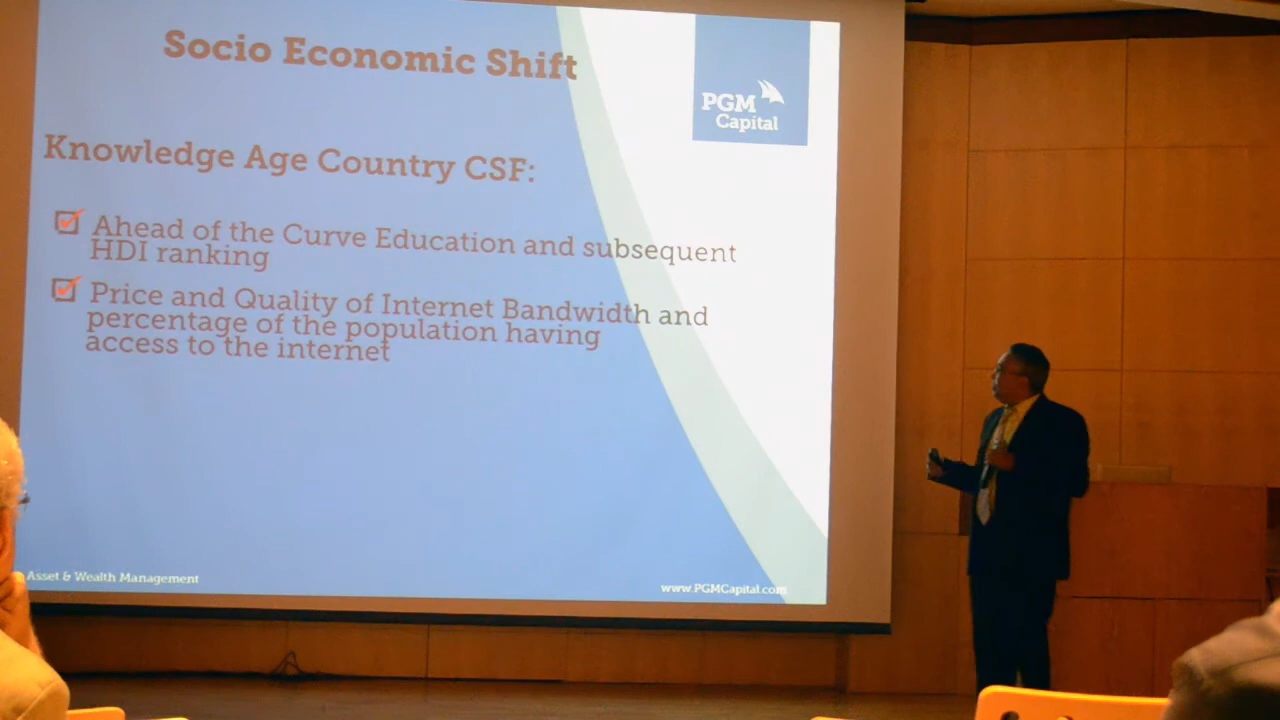 Socio Economic Shift
PGM
Capital
Knowledge Age Country CSF:
Ahead of the Curve Education and subsequent
HDI ranking
Price and Quality of Internet Bandwidth and
percentage of the population having
access to the internet
Asset & Wealth Management
www.PGMCapital.com